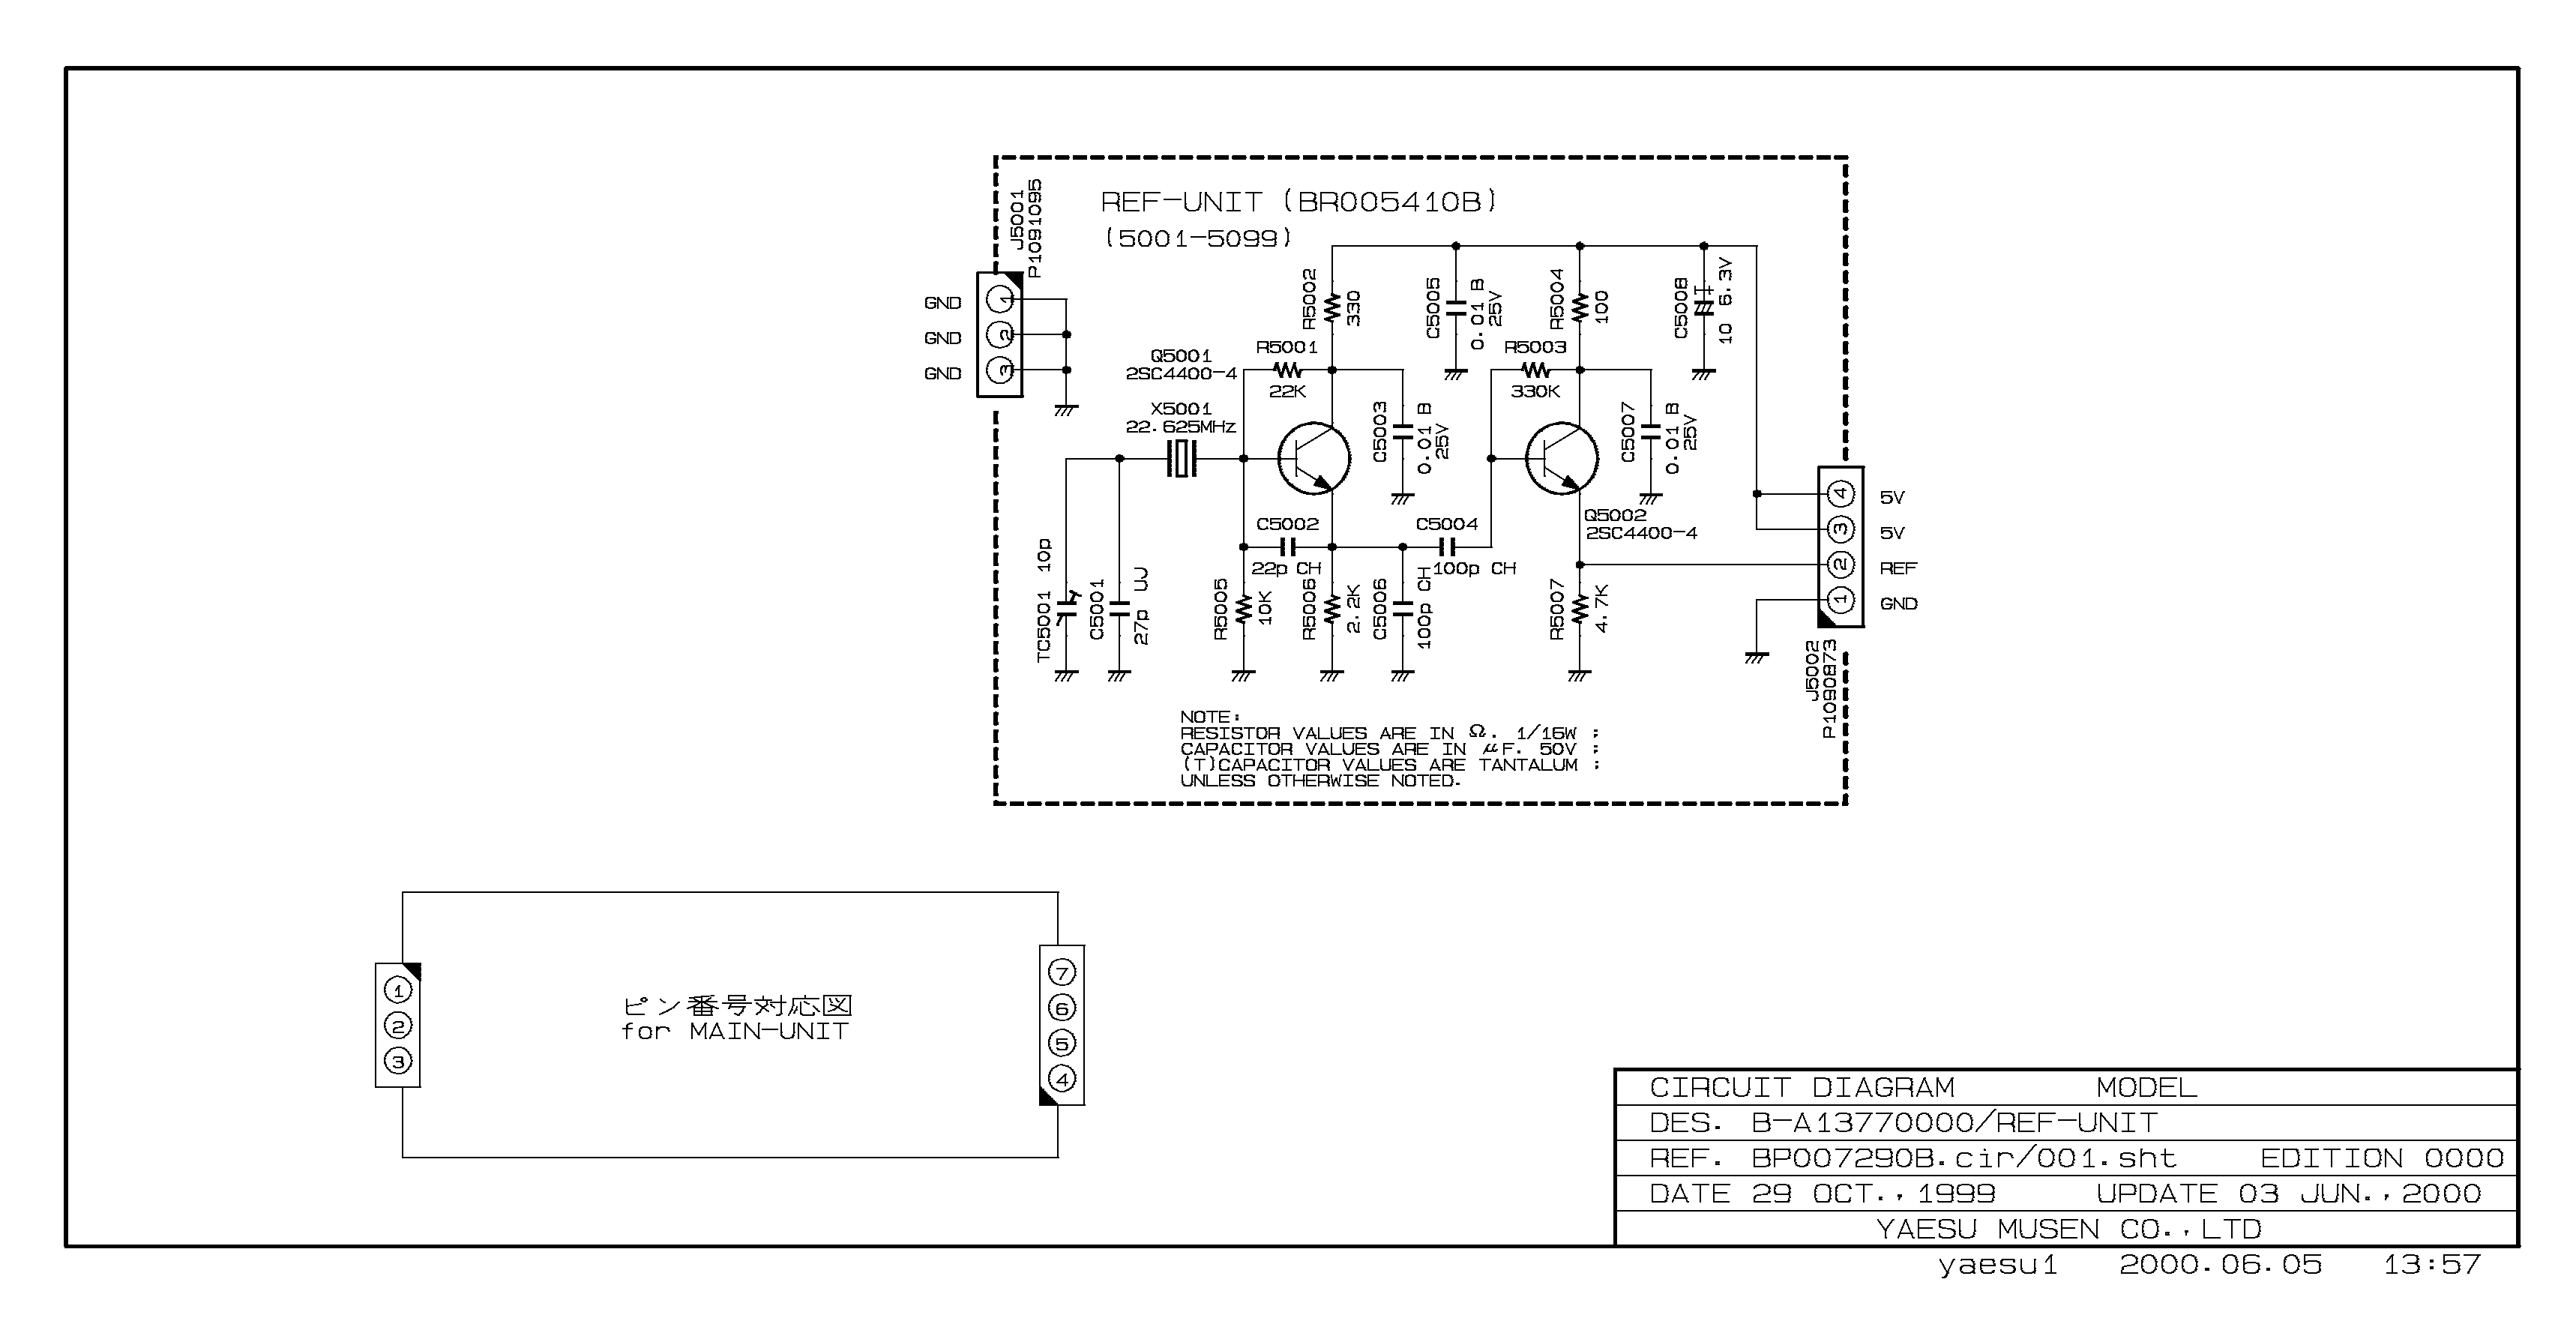 REF-UNIT (BR005410B)
(5001-5099)
J5001
P1091095
GND
1
GND
2
GND
3
Q5001
2SC4400-4
X5001
22.625MHz
R5001
22K
R5002
330
C5005
0.01 B
25V
R5004
100
C5008
10 6.3V
R5003
330K
C5003
0.01 B
25V
C5007
0.01 B
25V
Q5002
2SC4400-4
C5002
22p CH
C5004
100p CH
TC5001 10p
C5001
27p UJ
R5005
10K
R5006
2.2K
C5006
100p CH
R5007
4.7K
4 5V
3 5V
2 REF
1 GND
J5002
P1090873
NOTE:
RESISTOR VALUES ARE IN Ω. 1/16W ;
CAPACITOR VALUES ARE IN μF. 50V ;
(T)CAPACITOR VALUES ARE TANTALUM ;
UNLESS OTHERWISE NOTED.
1
2
3
ピン番号対応図
for MAIN-UNIT
7
6
5
4
CIRCUIT DIAGRAM MODEL
DES. B-A13770000/REF-UNIT
REF. BP007290B.cir/001.sht EDITION 0000
DATE 29 OCT.,1999 UPDATE 03 JUN.,2000
YAESU MUSEN CO.,LTD
yaesu1 2000.06.05 13:57